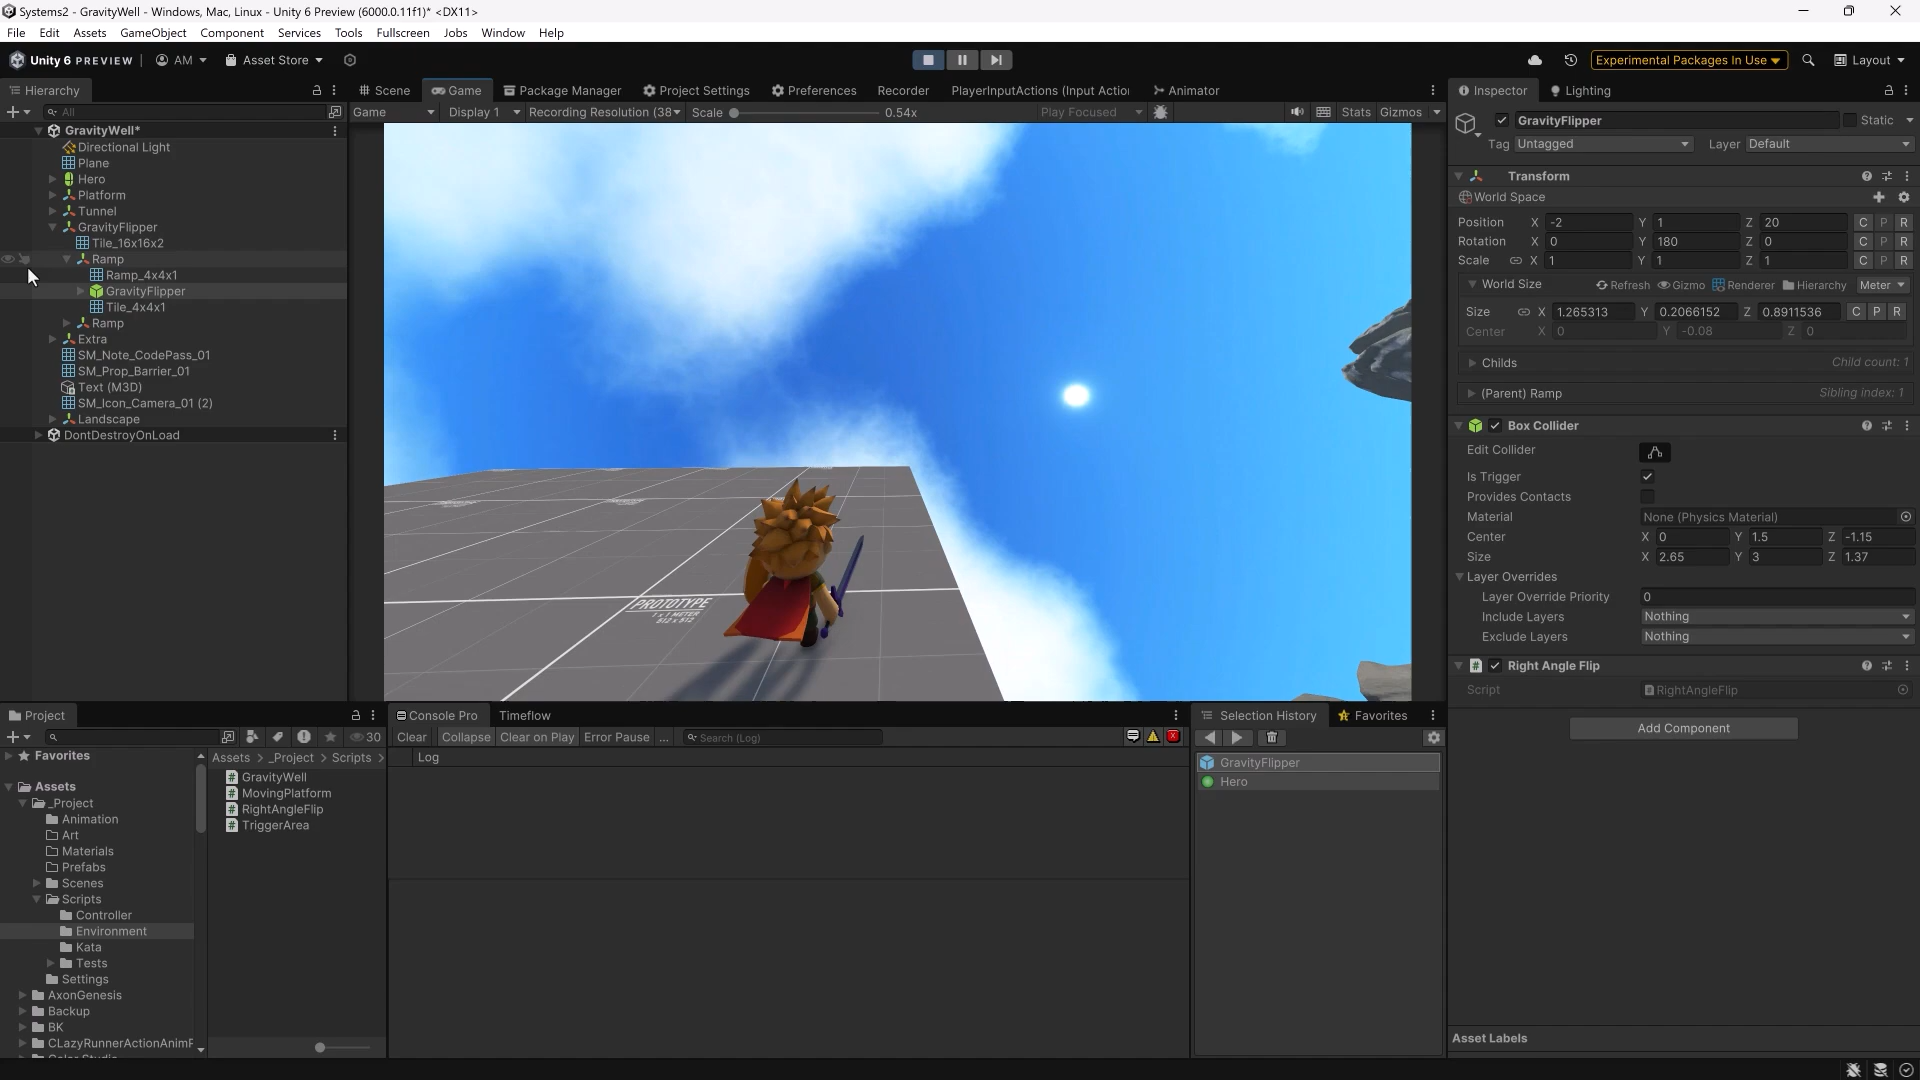 Systems2 - GravityWell - Windows, Mac, Linux - Unity 6 Preview (6000.0.11f1)* <DX11>
File Edit Assets GameObject Component Services Tools Fullscreen Jobs Window Help
Unity 6 PREVIEW AM Asset Store Experimental Packages In Use Layout
Hierarchy
All
GravityWell*
Directional Light
Plane
Hero
Platform
Tunnel
GravityFlipper
Tile_16x16x2
Ramp
Ramp_4x4x1
GravityFlipper
Tile_4x4x1
Ramp
Extra
SM_Note_CodePass_01
SM_Prop_Barrier_01
Text (M3D)
SM_Icon_Camera_01 (2)
Landscape
DontDestroyOnLoad
Scene Game Package Manager Project Settings Preferences Recorder PlayerInputActions (Input Actio Animator
Game Display 1 Recording Resolution (38 Scale 0.54x Play Focused Stats Gizmos
PROTOTYPE
1 x 1 METER
512 x 512
Inspector Lighting
GravityFlipper Static
Tag Untagged Layer Default
Transform
World Space
Position X -2 Y 1 Z 20 C P R
Rotation X 0 Y 180 Z 0 C P R
Scale X 1 Y 1 Z 1 C P R
World Size Refresh Gizmo Renderer Hierarchy Meter
Size X 1.265313 Y 0.2066152 Z 0.8911536 C P R
Center X 0 Y -0.08 Z 0
Childs Child count: 1
(Parent) Ramp Sibling index: 1
Box Collider
Edit Collider
Is Trigger
Provides Contacts
Material None (Physics Material)
Center X 0 Y 1.5 Z -1.15
Size X 2.65 Y 3 Z 1.37
Layer Overrides
Layer Override Priority 0
Include Layers Nothing
Exclude Layers Nothing
Right Angle Flip
Script RightAngleFlip
Add Component
Asset Labels
Project
30
Favorites
Assets
_Project
Animation
Art
Materials
Prefabs
Scenes
Scripts
Controller
Environment
Kata
Tests
Settings
AxonGenesis
Backup
BK
CLazyRunnerActionAnimF
Assets > _Project > Scripts >
GravityWell
MovingPlatform
RightAngleFlip
TriggerArea
Console Pro Timeflow
Clear Collapse Clear on Play Error Pause ... Search (Log)
Log
Selection History Favorites
GravityFlipper
Hero